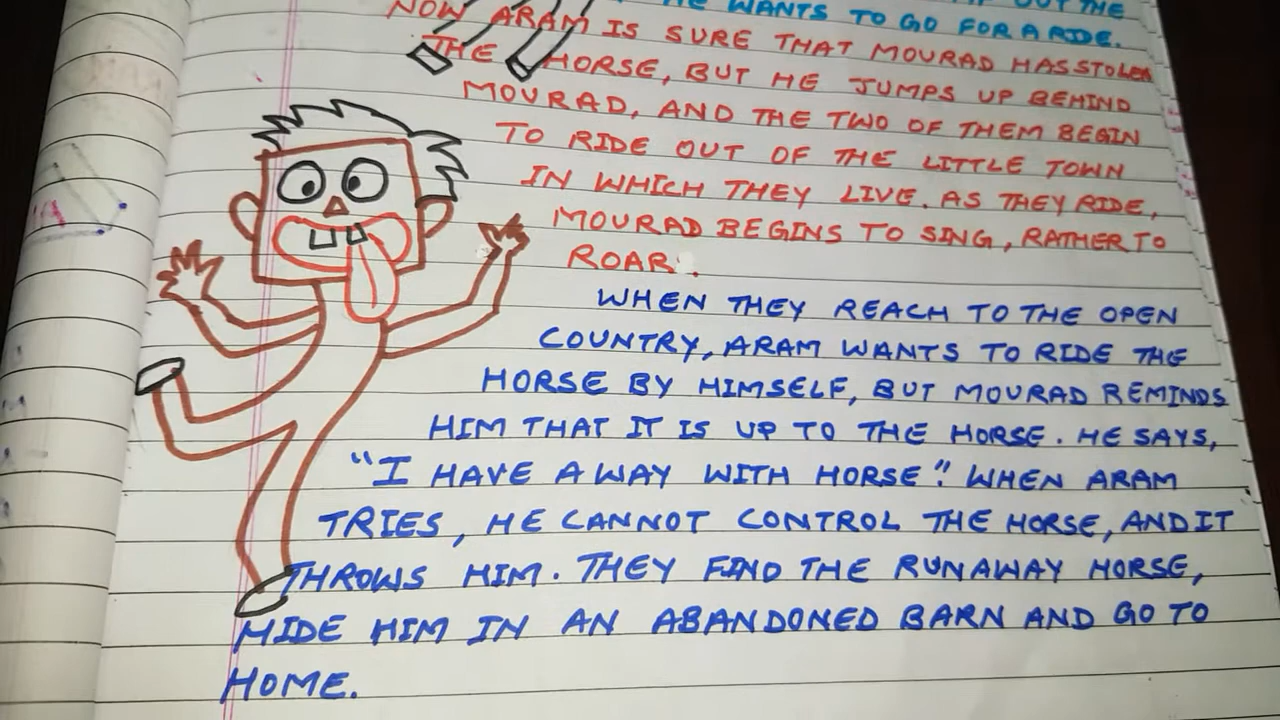 OUT THE
HE WANTS TO GO FOR A RIDE.
NOW ARAM IS SURE THAT MOURAD HAS STOLEN
THE HORSE, BUT HE JUMPS UP BEHIND
MOURAD, AND THE TWO OF THEM BEGIN
TO RIDE OUT OF THE LITTLE TOWN
IN WHICH THEY LIVE. AS THEY RIDE,
MOURAD BEGINS TO SING, RATHER TO
ROAR.
WHEN THEY REACH TO THE OPEN
COUNTRY, ARAM WANTS TO RIDE THE
HORSE BY HIMSELF, BUT MOURAD REMINDS
HIM THAT IT IS UP TO THE HORSE. HE SAYS,
"I HAVE A WAY WITH HORSE". WHEN ARAM
TRIES, HE CANNOT CONTROL THE HORSE, AND IT
THROWS HIM. THEY FIND THE RUNAWAY HORSE,
HIDE HIM IN AN ABANDONED BARN AND GO TO
HOME.